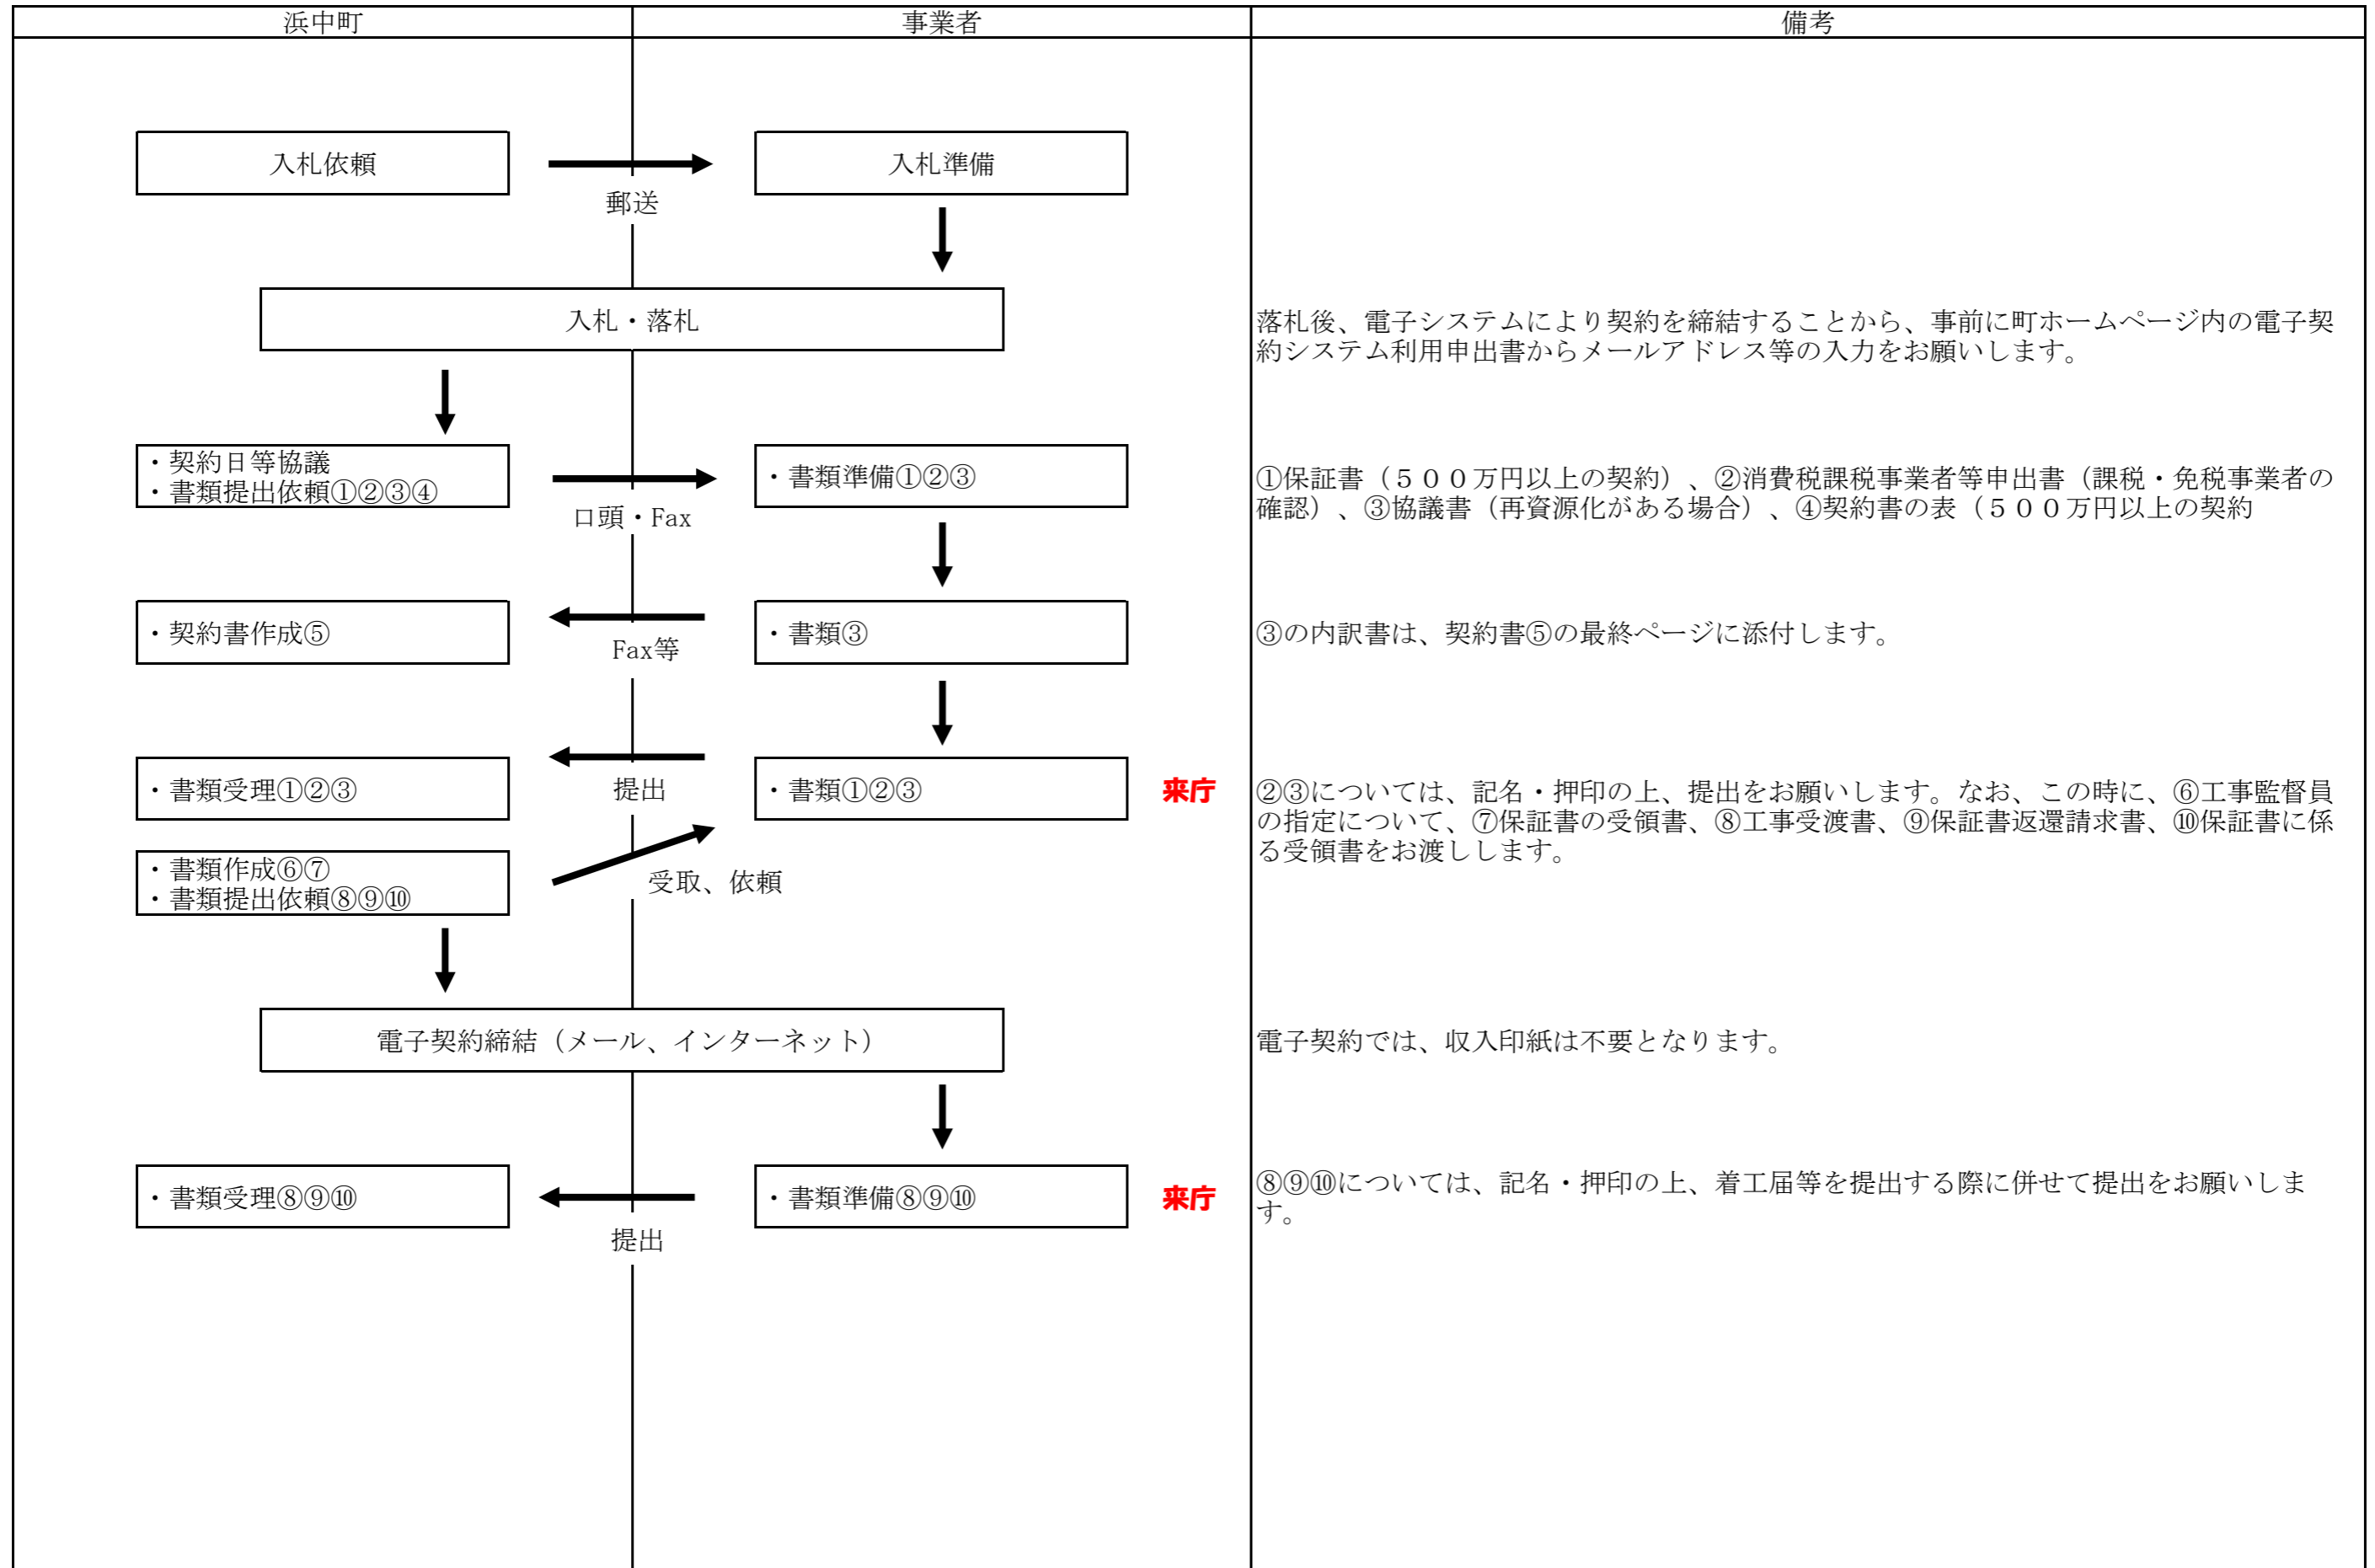 浜中町
事業者
備考
入札依頼
郵送
入札準備
入札・落札
落札後、電子システムにより契約を締結することから、事前に町ホームページ内の電子契
約システム利用申出書からメールアドレス等の入力をお願いします。
・契約日等協議
・書類提出依頼①②③④
口頭・Fax
・書類準備①②③
①保証書（５００万円以上の契約）、②消費税課税事業者等申出書（課税・免税事業者の
確認）、③協議書（再資源化がある場合）、④契約書の表（５００万円以上の契約
・契約書作成⑤
Fax等
・書類③
③の内訳書は、契約書⑤の最終ページに添付します。
・書類受理①②③
提出
・書類①②③
来庁
②③については、記名・押印の上、提出をお願いします。なお、この時に、⑥工事監督員
の指定について、⑦保証書の受領書、⑧工事受渡書、⑨保証書返還請求書、⑩保証書に係
る受領書をお渡しします。
・書類作成⑥⑦
・書類提出依頼⑧⑨⑩
受取、依頼
電子契約締結（メール、インターネット）
電子契約では、収入印紙は不要となります。
・書類受理⑧⑨⑩
提出
・書類準備⑧⑨⑩
来庁
⑧⑨⑩については、記名・押印の上、着工届等を提出する際に併せて提出をお願いしま
す。